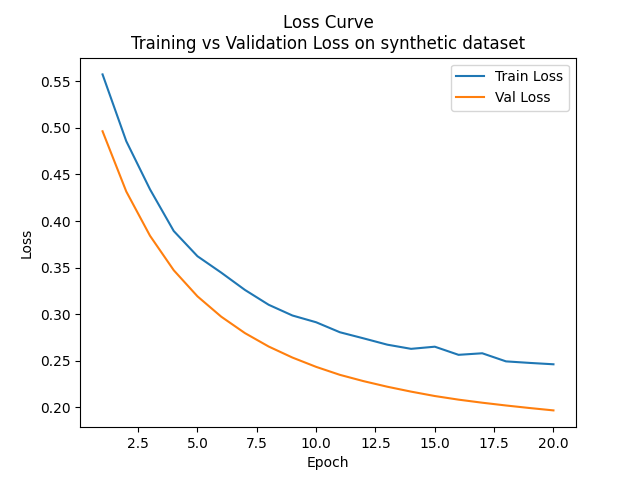 Loss Curve
Training vs Validation Loss on synthetic dataset
Train Loss
Val Loss
0.55
0.50
0.45
0.40
0.35
0.30
0.25
0.20
Loss
2.5 5.0 7.5 10.0 12.5 15.0 17.5 20.0
Epoch